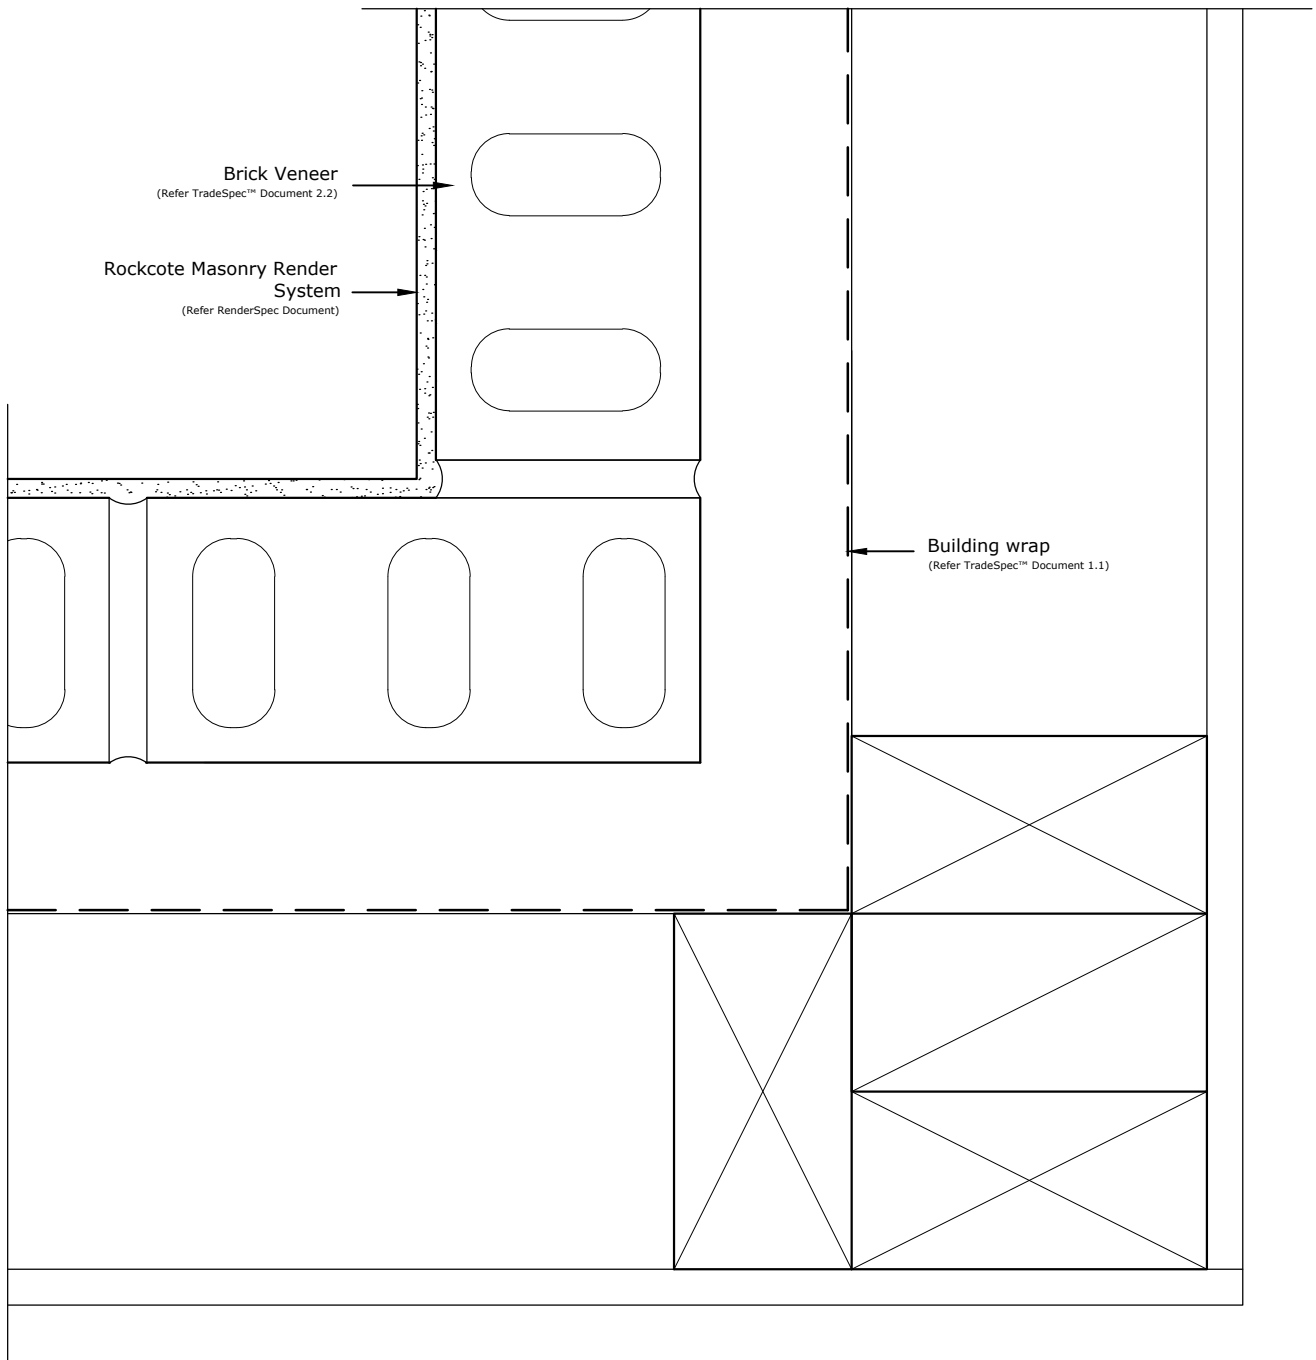 Brick Veneer
(Refer TradeSpec™ Document 2.2)
Rockcote Masonry Render
System
(Refer RenderSpec Document)
Building wrap
(Refer TradeSpec™ Document 1.1)